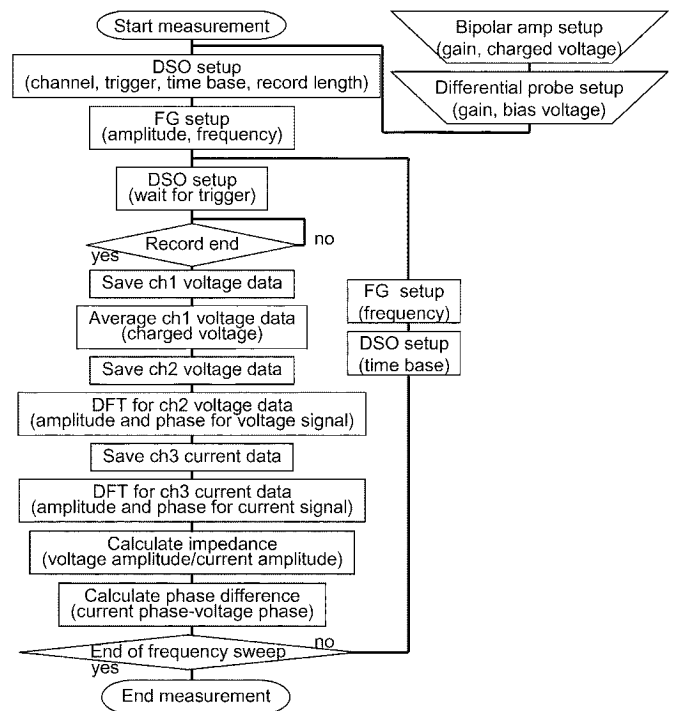 Start measurement
Bipolar amp setup
(gain, charged voltage)
Differential probe setup
(gain, bias voltage)
DSO setup
(channel, trigger, time base, record length)
FG setup
(amplitude, frequency)
DSO setup
(wait for trigger)
Record end
no
yes
Save ch1 voltage data
Average ch1 voltage data
(charged voltage)
Save ch2 voltage data
DFT for ch2 voltage data
(amplitude and phase for voltage signal)
Save ch3 current data
DFT for ch3 current data
(amplitude and phase for current signal)
Calculate impedance
(voltage amplitude/current amplitude)
Calculate phase difference
(current phase-voltage phase)
End of frequency sweep
no
yes
End measurement
FG setup
(frequency)
DSO setup
(time base)